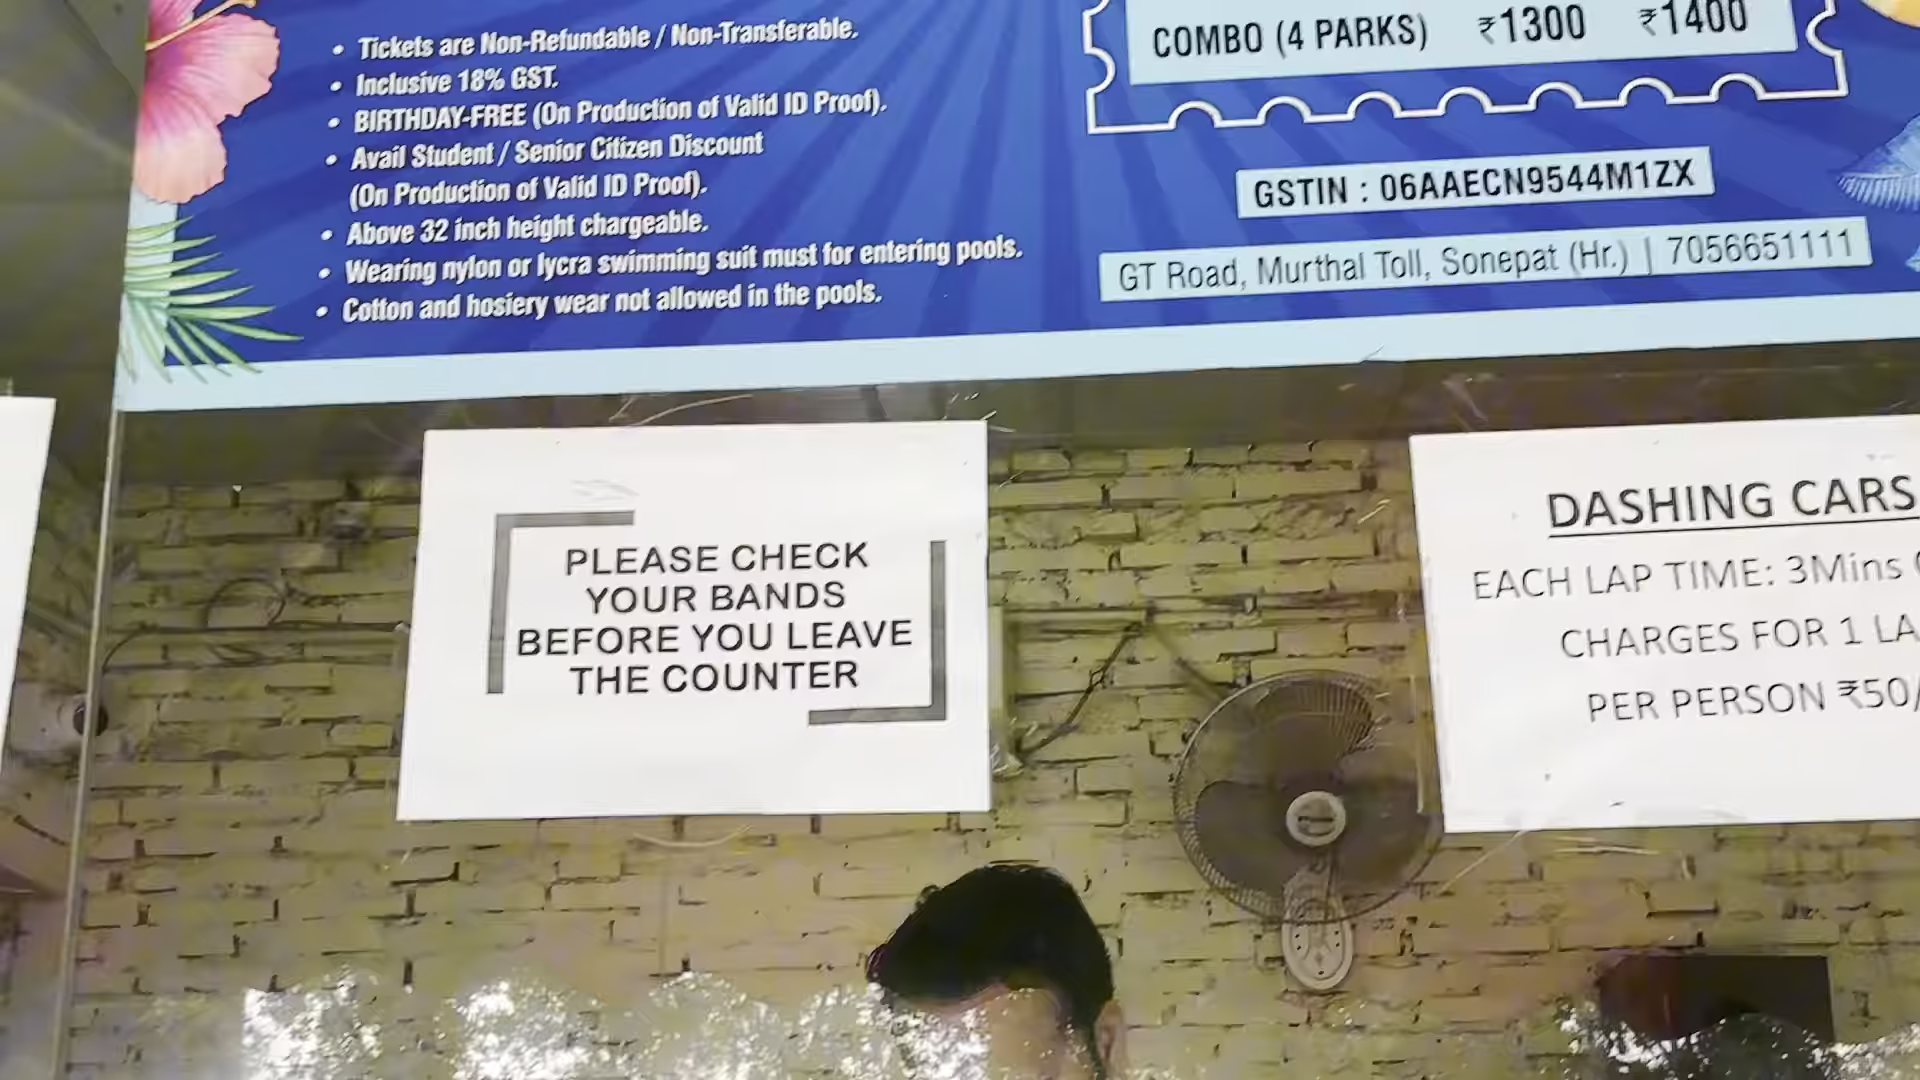 • Tickets are Non-Refundable / Non-Transferable.
• Inclusive 18% GST.
• BIRTHDAY-FREE (On Production of Valid ID Proof).
• Avail Student / Senior Citizen Discount
(On Production of Valid ID Proof).
• Above 32 inch height chargeable.
• Wearing nylon or lycra swimming suit must for entering pools.
• Cotton and hosiery wear not allowed in the pools.
COMBO (4 PARKS) ₹1300 ₹1400
GSTIN : 06AAECN9544M1ZX
GT Road, Murthal Toll, Sonepat (Hr.) | 7056651111
PLEASE CHECK
YOUR BANDS
BEFORE YOU LEAVE
THE COUNTER
DASHING CARS
EACH LAP TIME: 3Mins
CHARGES FOR 1 LA
PER PERSON ₹50/